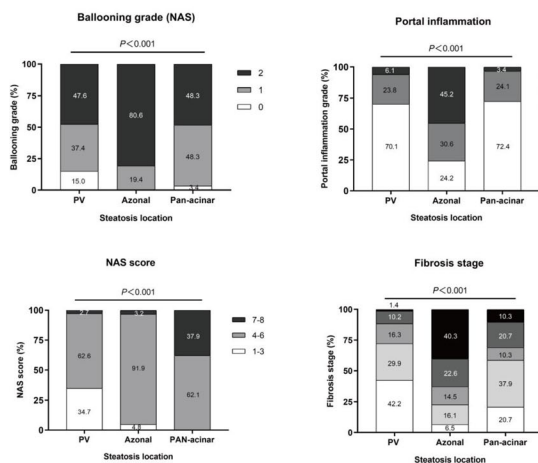 Ballooning grade (NAS)
P<0.001
Ballooning grade (%)
100
75
50
25
0
47.6
37.4
15.0
80.6
19.4
48.3
48.3
3.4
2
1
0
PV
Azonal
Pan-acinar
Steatosis location
Portal inflammation
P<0.001
Portal inflammation grade (%)
100
75
50
25
0
6.1
23.8
70.1
45.2
30.6
24.2
3.4
24.1
72.4
PV
Azonal
Pan-acinar
Steatosis location
NAS score
P<0.001
NAS score (%)
100
75
50
25
0
2.7
62.6
34.7
3.2
91.9
4.8
37.9
62.1
7-8
4-6
1-3
PV
Azonal
PAN-acinar
Steatosis location
Fibrosis stage
P<0.001
Fibrosis stage (%)
100
75
50
25
0
1.4
10.2
16.3
29.9
42.2
40.3
22.6
14.5
16.1
6.5
10.3
20.7
10.3
37.9
20.7
PV
Azonal
Pan-acinar
Steatosis location